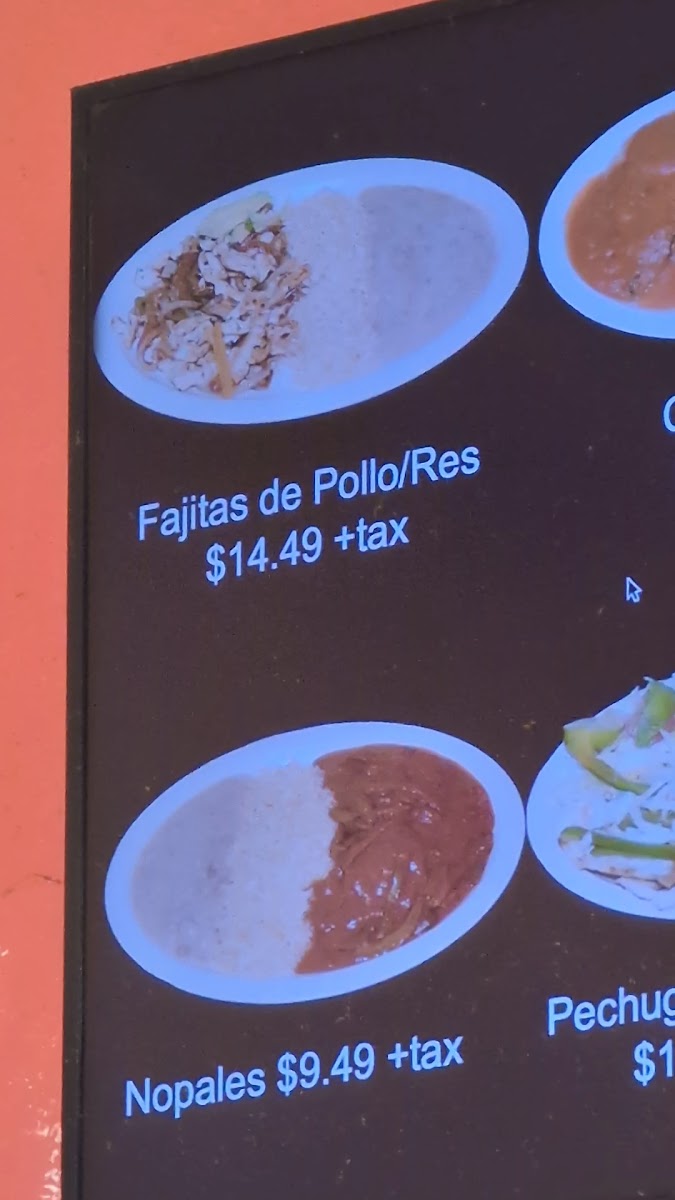 Fajitas de Pollo/Res
$14.49 +tax
Nopales $9.49 +tax